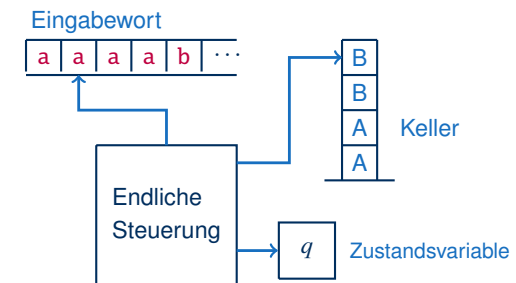 Eingabewort
a a a a b ···
B
B
A
A
Keller
Endliche
Steuerung
q
Zustandsvariable